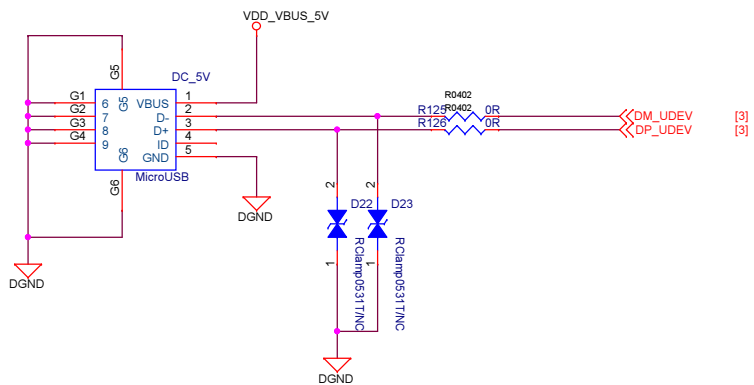 VDD_VBUS_5V
G5
DC_5V
G1 6 G5 VBUS 1
G2 7 D- 2
G3 8 D+ 3
G4 9 ID 4
G6 GND 5
MicroUSB
G6
DGND
DGND
R0402
R125 0R
R0402
R126 0R
DM_UDEV [3]
DP_UDEV [3]
2 D22
RClamp0531T/NC
1
2 D23
RClamp0531T/NC
1
DGND